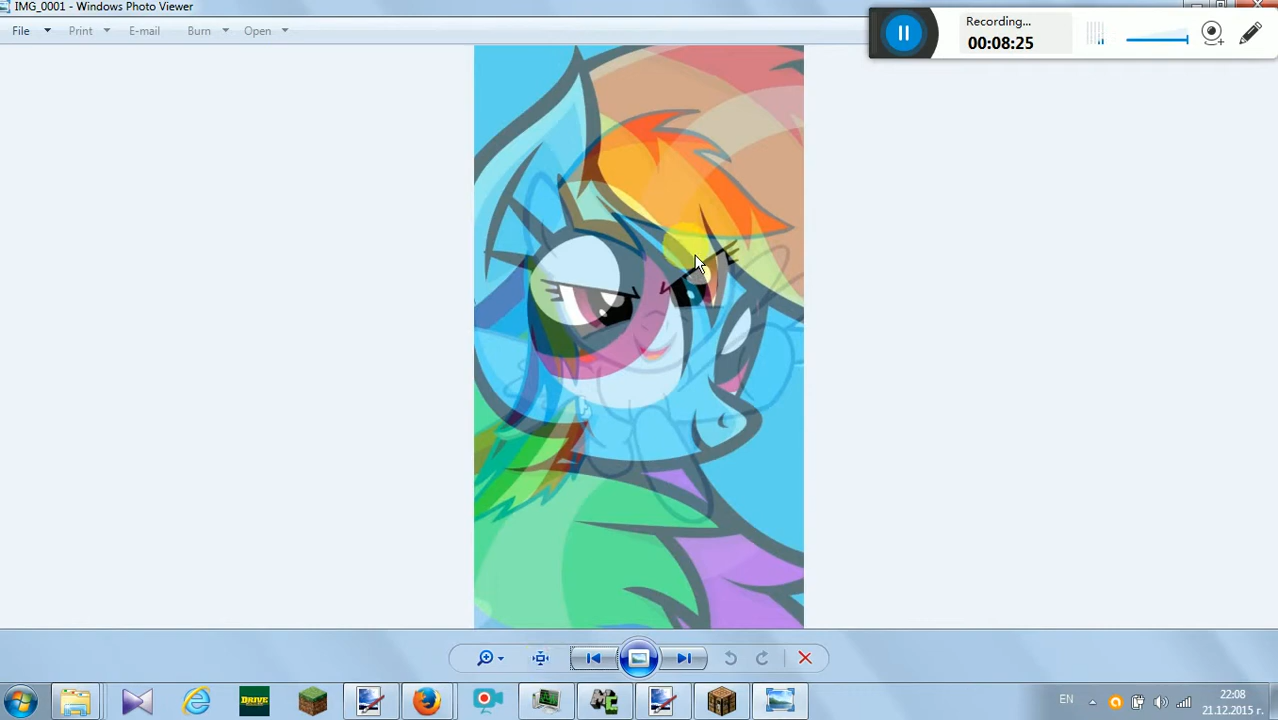 IMG_0001 - Windows Photo Viewer
File Print E-mail Burn Open
Recording...
00:08:25
DRIVE
EN
22:08
21.12.2015 г.